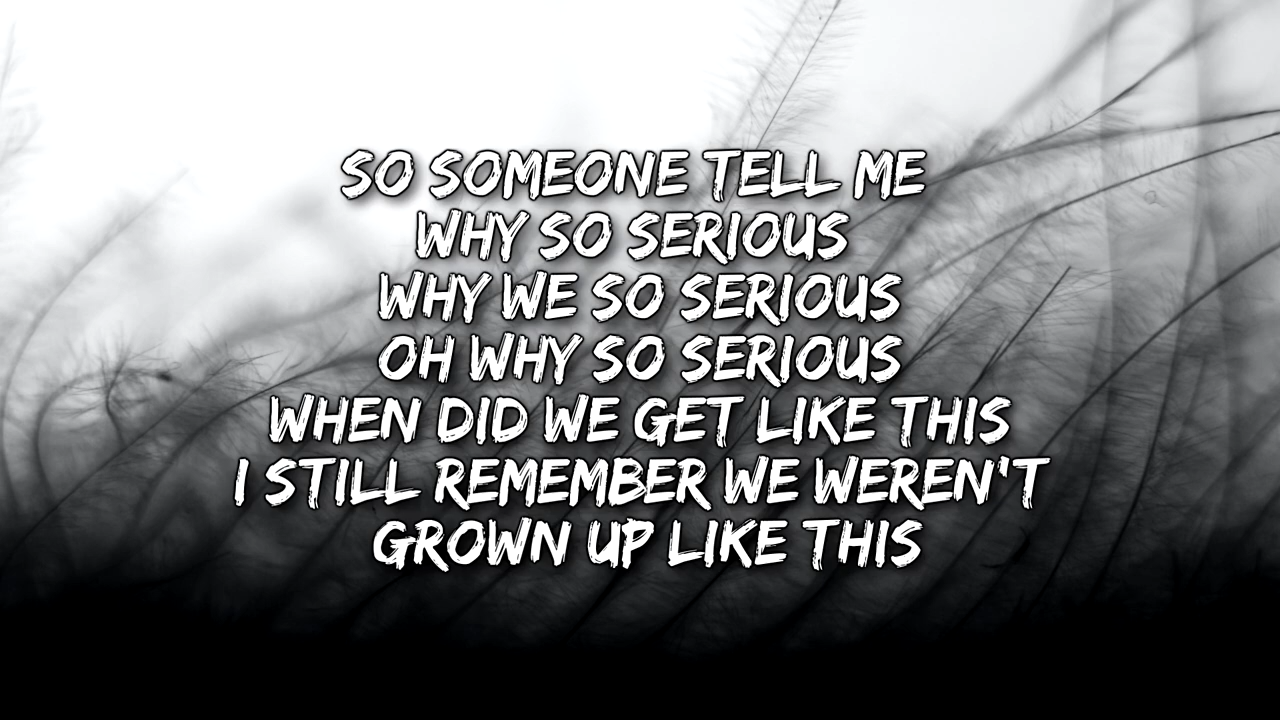 SO SOMEONE TELL ME
WHY SO SERIOUS
WHY WE SO SERIOUS
OH WHY SO SERIOUS
WHEN DID WE GET LIKE THIS
I STILL REMEMBER WE WEREN'T
GROWN UP LIKE THIS